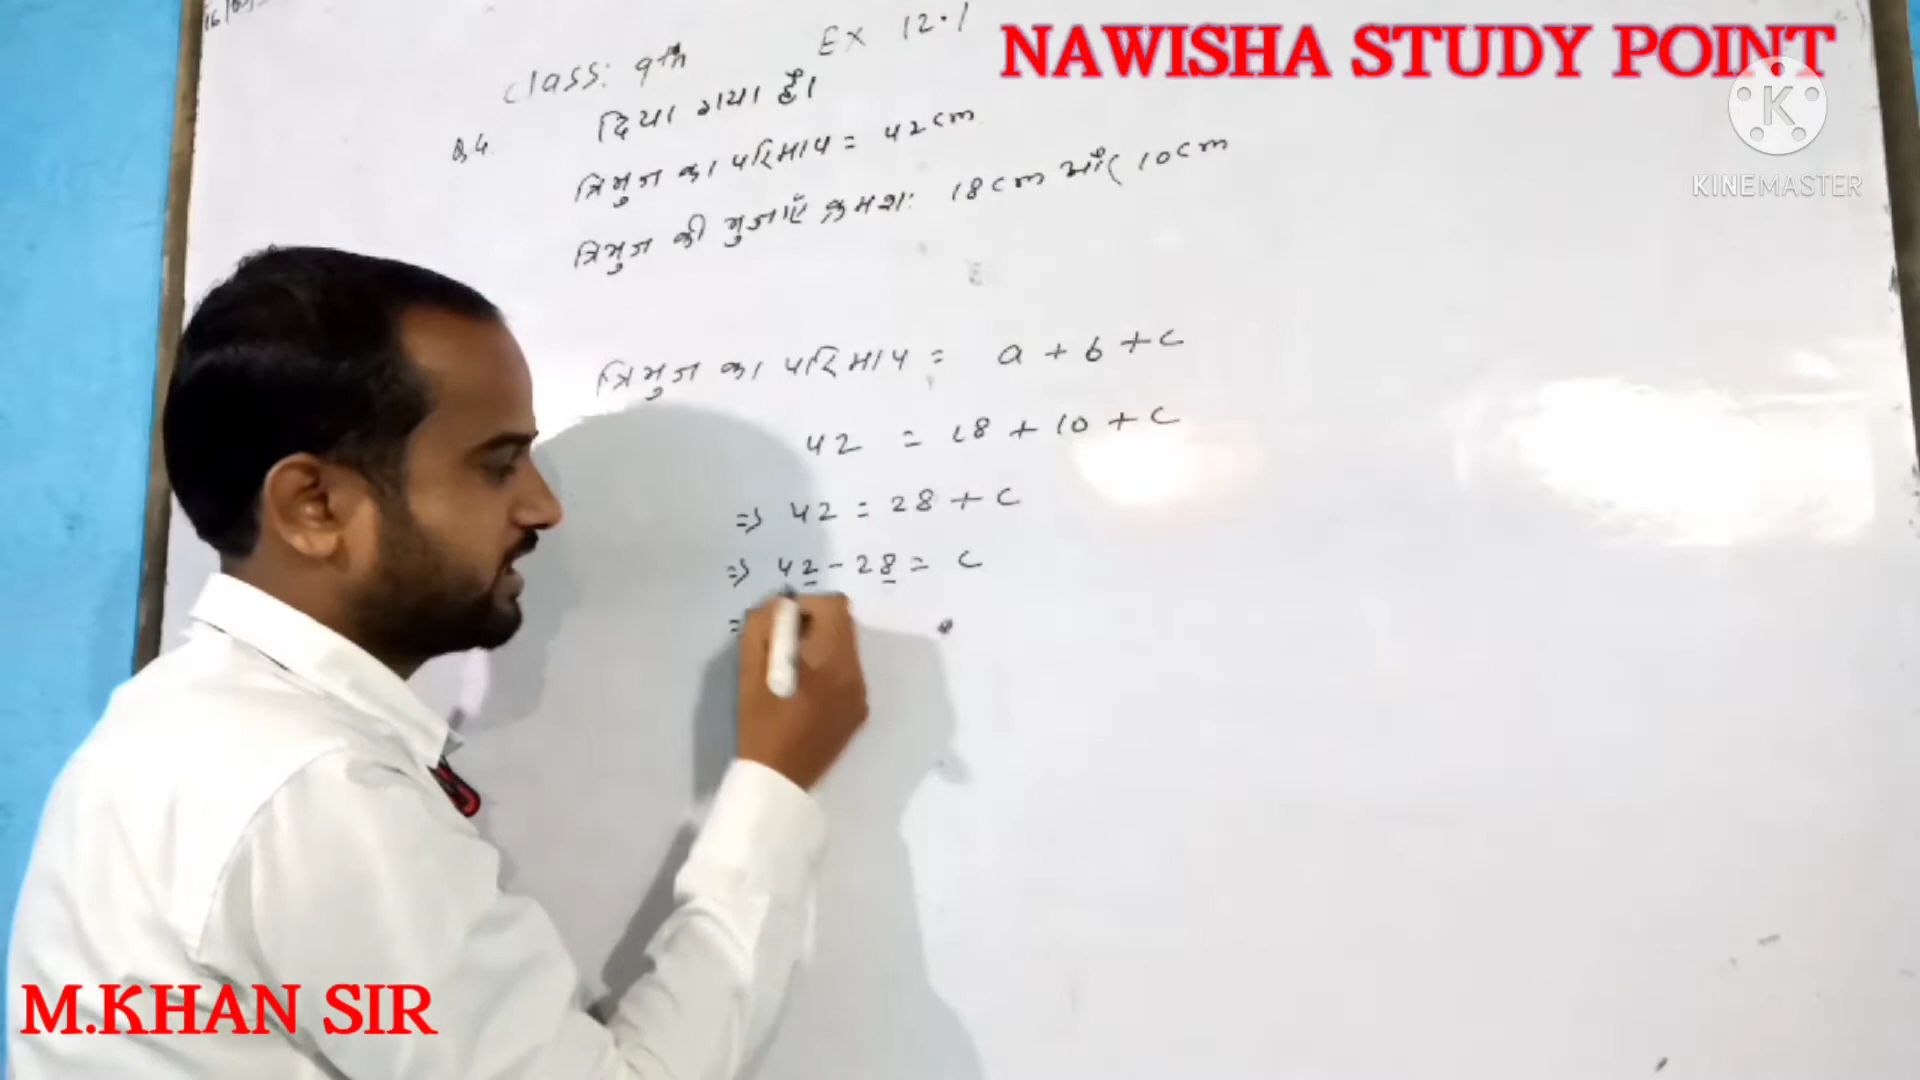 NAWISHA STUDY POINT
KINEMASTER
Class: 9th Ex 12.1
Q4. दिया गया है।
त्रिभुज का परिमाप = 42cm
त्रिभुज की भुजाएँ क्रमशः 18cm और 10cm
त्रिभुज का परिमाप = a + b + c
42 = 18 + 10 + c
⇒ 42 = 28 + c
⇒ 42 - 28 = c
=
M.KHAN SIR